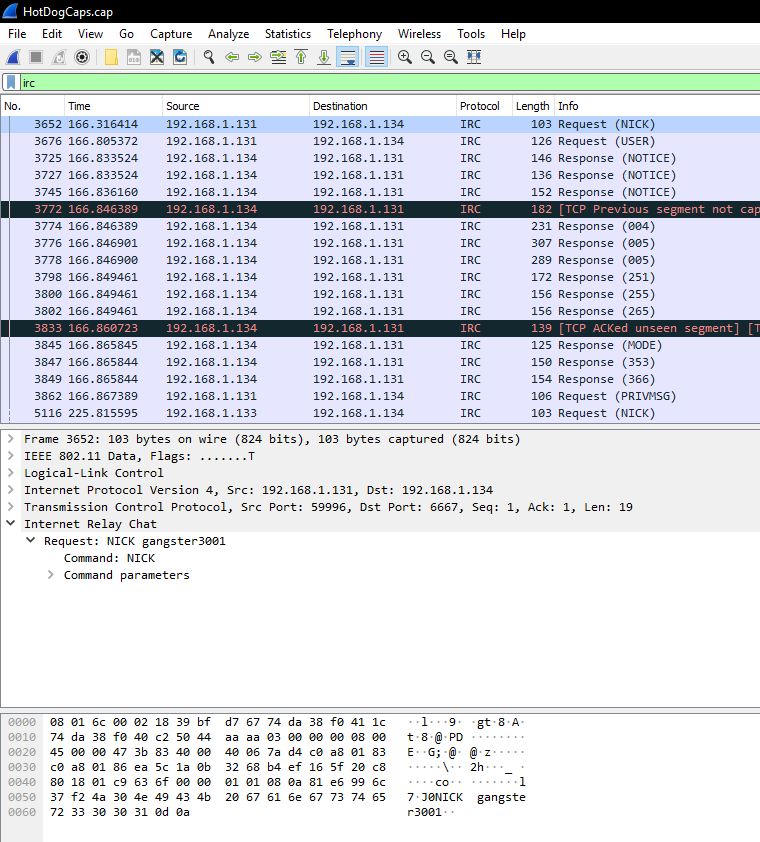 HotDogCaps.cap
File Edit View Go Capture Analyze Statistics Telephony Wireless Tools Help
irc
No. Time Source Destination Protocol Length Info
3652 166.316414 192.168.1.131 192.168.1.134 IRC 103 Request (NICK)
3676 166.805372 192.168.1.131 192.168.1.134 IRC 126 Request (USER)
3725 166.833524 192.168.1.134 192.168.1.131 IRC 146 Response (NOTICE)
3727 166.833524 192.168.1.134 192.168.1.131 IRC 136 Response (NOTICE)
3745 166.836160 192.168.1.134 192.168.1.131 IRC 152 Response (NOTICE)
3772 166.846389 192.168.1.134 192.168.1.131 IRC 182 [TCP Previous segment not cap
3774 166.846389 192.168.1.134 192.168.1.131 IRC 231 Response (004)
3776 166.846901 192.168.1.134 192.168.1.131 IRC 307 Response (005)
3778 166.846900 192.168.1.134 192.168.1.131 IRC 289 Response (005)
3798 166.849461 192.168.1.134 192.168.1.131 IRC 172 Response (251)
3800 166.849461 192.168.1.134 192.168.1.131 IRC 156 Response (255)
3802 166.849461 192.168.1.134 192.168.1.131 IRC 156 Response (265)
3833 166.860723 192.168.1.134 192.168.1.131 IRC 139 [TCP ACKed unseen segment] [T
3845 166.865845 192.168.1.134 192.168.1.131 IRC 125 Response (MODE)
3847 166.865844 192.168.1.134 192.168.1.131 IRC 150 Response (353)
3849 166.865844 192.168.1.134 192.168.1.131 IRC 154 Response (366)
3862 166.867389 192.168.1.131 192.168.1.134 IRC 106 Request (PRIVMSG)
5116 225.815595 192.168.1.133 192.168.1.134 IRC 103 Request (NICK)
Frame 3652: 103 bytes on wire (824 bits), 103 bytes captured (824 bits)
IEEE 802.11 Data, Flags: .......T
Logical-Link Control
Internet Protocol Version 4, Src: 192.168.1.131, Dst: 192.168.1.134
Transmission Control Protocol, Src Port: 59996, Dst Port: 6667, Seq: 1, Ack: 1, Len: 19
Internet Relay Chat
Request: NICK gangster3001
Command: NICK
Command parameters
0000 08 01 6c 00 02 18 39 bf d7 67 74 da 38 f0 41 1c ··l···9· ·gt·8·A·
0010 74 da 38 f0 40 c2 50 44 aa aa 03 00 00 00 08 00 t·8·@·PD ········
0020 45 00 00 47 3b 83 40 00 40 06 7a d4 c0 a8 01 83 E··G;·@· @·z·····
0030 c0 a8 01 86 ea 5c 1a 0b 32 68 b4 ef 16 5f 20 c8 ·····\·· 2h···_ ·
0040 80 18 01 c9 63 6f 00 00 01 01 08 0a 81 e6 99 6c ····co·· ·······l
0050 37 f2 4a 30 4e 49 43 4b 20 67 61 6e 67 73 74 65 7·J0NICK gangste
0060 72 33 30 30 31 0d 0a r3001··